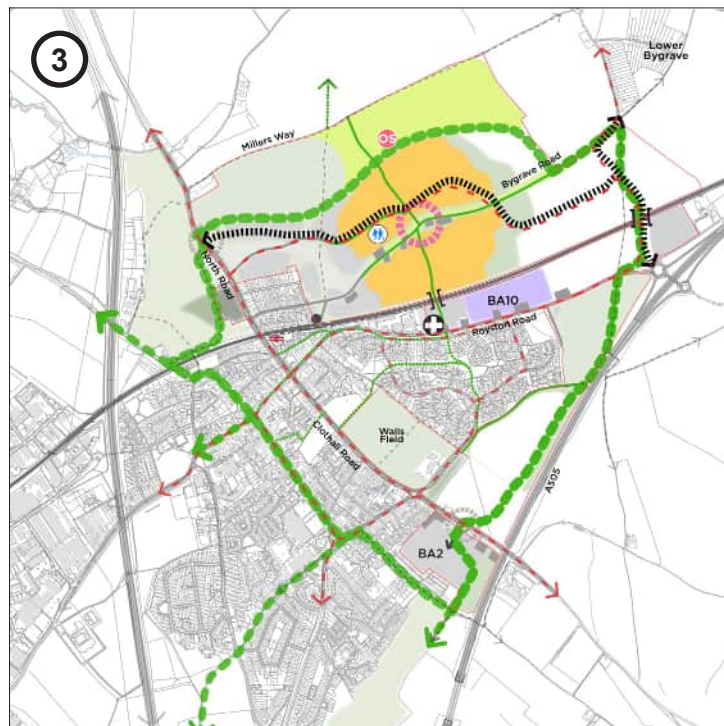 3
Lower
Bygrave
Millers Way
OS
Bygrave Road
North Road
BA10
Royston Road
Walls
Field
Clothall Road
A505
BA2